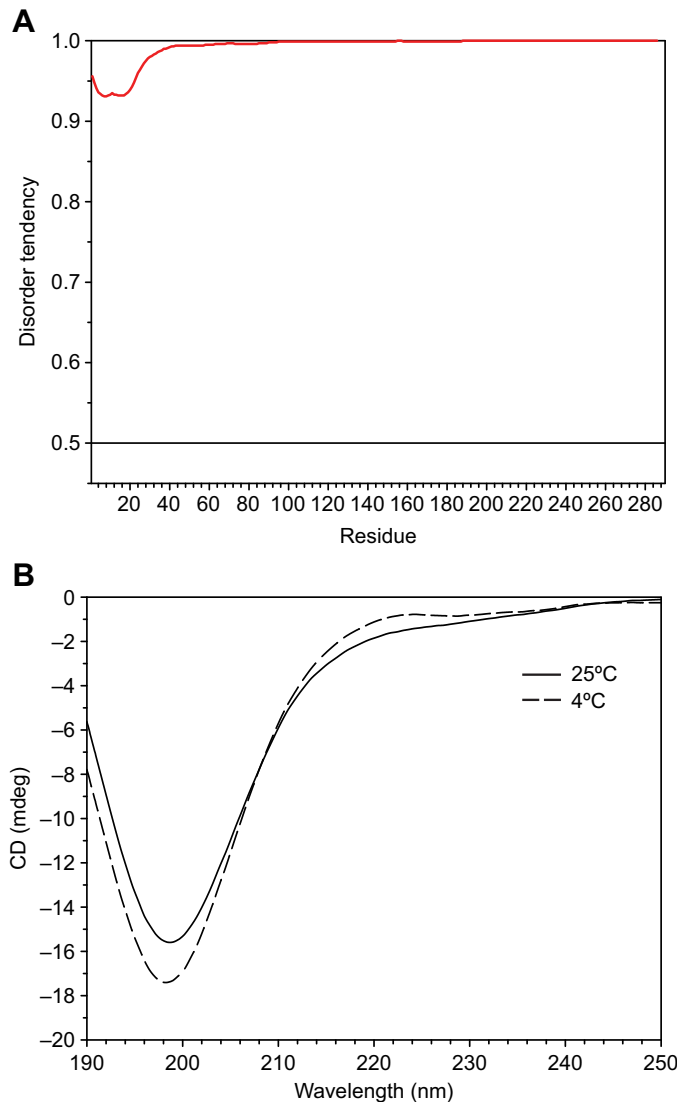 A
1.0
0.9
0.8
0.7
0.6
0.5
Disorder tendency
20 40 60 80 100 120 140 160 180 200 220 240 260 280
Residue
B
0
–2
–4
–6
–8
–10
–12
–14
–16
–18
–20
CD (mdeg)
25ºC
4ºC
190 200 210 220 230 240 250
Wavelength (nm)